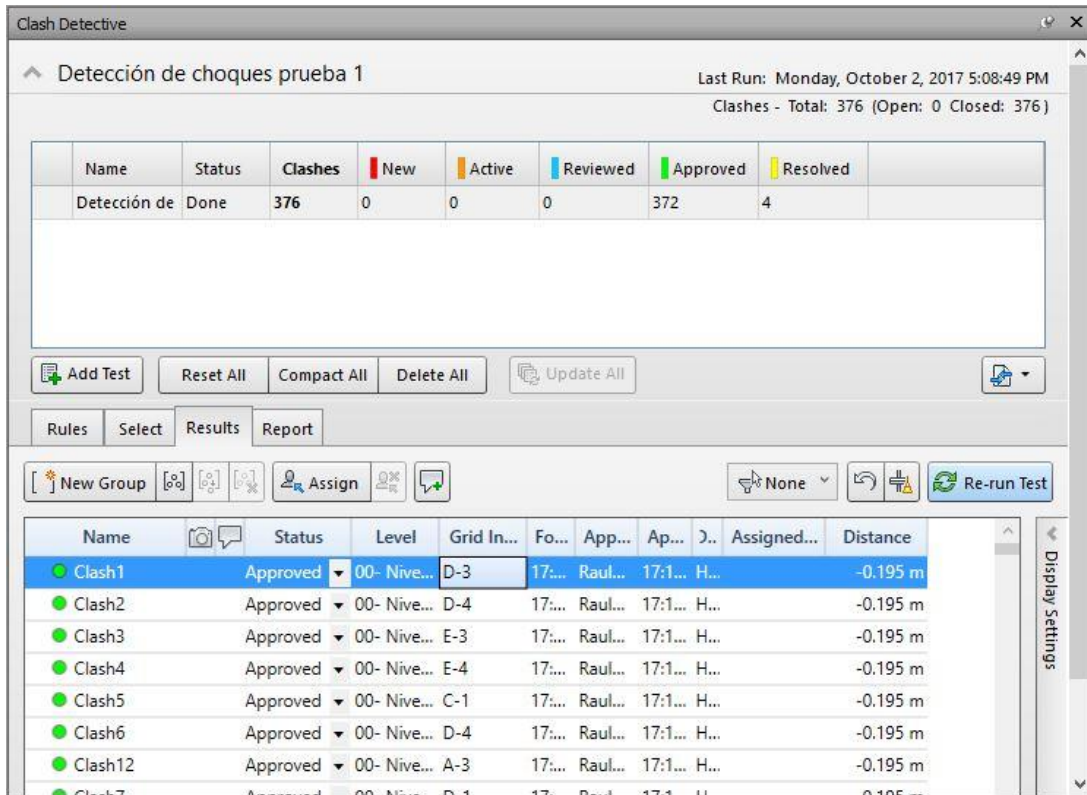 Clash Detective
Detección de choques prueba 1
Last Run: Monday, October 2, 2017 5:08:49 PM
Clashes - Total: 376 (Open: 0 Closed: 376)
Name Status Clashes New Active Reviewed Approved Resolved
Detección de Done 376 0 0 0 372 4
Add Test Reset All Compact All Delete All Update All
Rules Select Results Report
New Group Assign None Re-run Test
Name Status Level Grid In... Fo... App... Ap... D.. Assigned... Distance
Clash1 Approved 00- Nive... D-3 17:... Raul... 17:1... H... -0.195 m
Clash2 Approved 00- Nive... D-4 17:... Raul... 17:1... H... -0.195 m
Clash3 Approved 00- Nive... E-3 17:... Raul... 17:1... H... -0.195 m
Clash4 Approved 00- Nive... E-4 17:... Raul... 17:1... H... -0.195 m
Clash5 Approved 00- Nive... C-1 17:... Raul... 17:1... H... -0.195 m
Clash6 Approved 00- Nive... D-4 17:... Raul... 17:1... H... -0.195 m
Clash12 Approved 00- Nive... A-3 17:... Raul... 17:1... H... -0.195 m
Display Settings